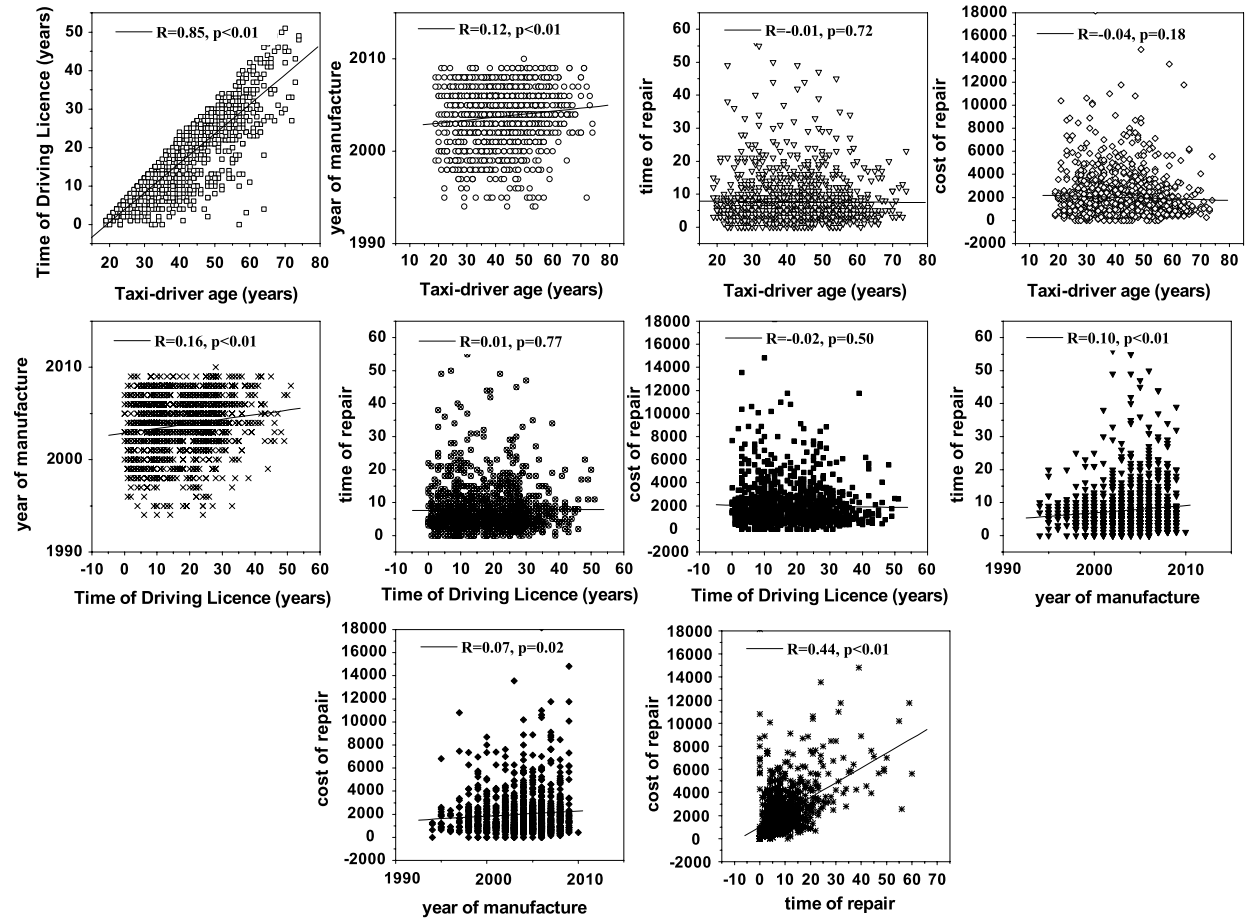 R=0.85, p<0.01
Time of Driving Licence (years)
50
40
30
20
10
0
10 20 30 40 50 60 70 80
Taxi-driver age (years)
R=0.12, p<0.01
year of manufacture
2010
2000
1990
10 20 30 40 50 60 70 80
Taxi-driver age (years)
R=-0.01, p=0.72
time of repair
60
50
40
30
20
10
0
20 30 40 50 60 70 80
Taxi-driver age (years)
R=-0.04, p=0.18
cost of repair
18000
16000
14000
12000
10000
8000
6000
4000
2000
0
-2000
10 20 30 40 50 60 70 80
Taxi-driver age (years)
R=0.16, p<0.01
year of manufacture
2010
2000
1990
-10 0 10 20 30 40 50 60
Time of Driving Licence (years)
R=0.01, p=0.77
time of repair
60
50
40
30
20
10
0
-10 0 10 20 30 40 50 60
Time of Driving Licence (years)
R=-0.02, p=0.50
cost of repair
18000
16000
14000
12000
10000
8000
6000
4000
2000
0
-2000
0 10 20 30 40 50 60
Time of Driving Licence (years)
R=0.10, p<0.01
time of repair
60
50
40
30
20
10
0
1990 2000 2010
year of manufacture
R=0.07, p=0.02
cost of repair
18000
16000
14000
12000
10000
8000
6000
4000
2000
0
-2000
1990 2000 2010
year of manufacture
R=0.44, p<0.01
cost of repair
18000
16000
14000
12000
10000
8000
6000
4000
2000
0
-2000
-10 0 10 20 30 40 50 60 70
time of repair